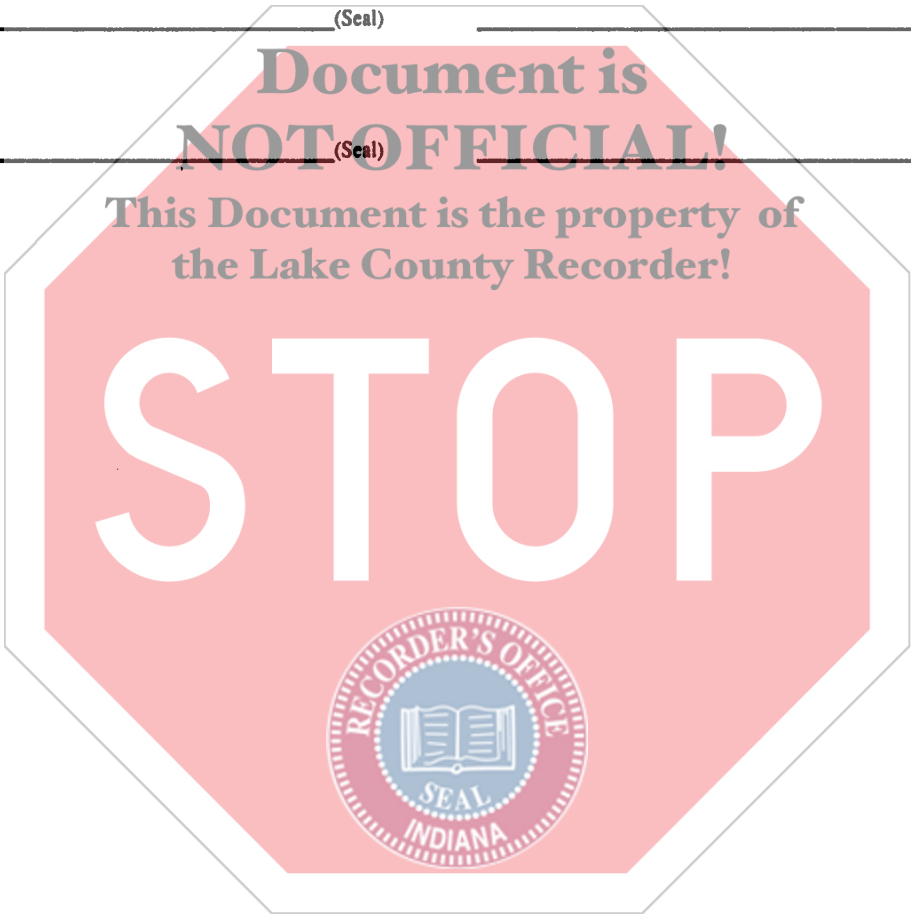 (Seal)
Document is
NOT OFFICIAL!
(Seal)
This Document is the property of
the Lake County Recorder!
STOP
RECORDER'S OFFICE
SEAL
INDIANA